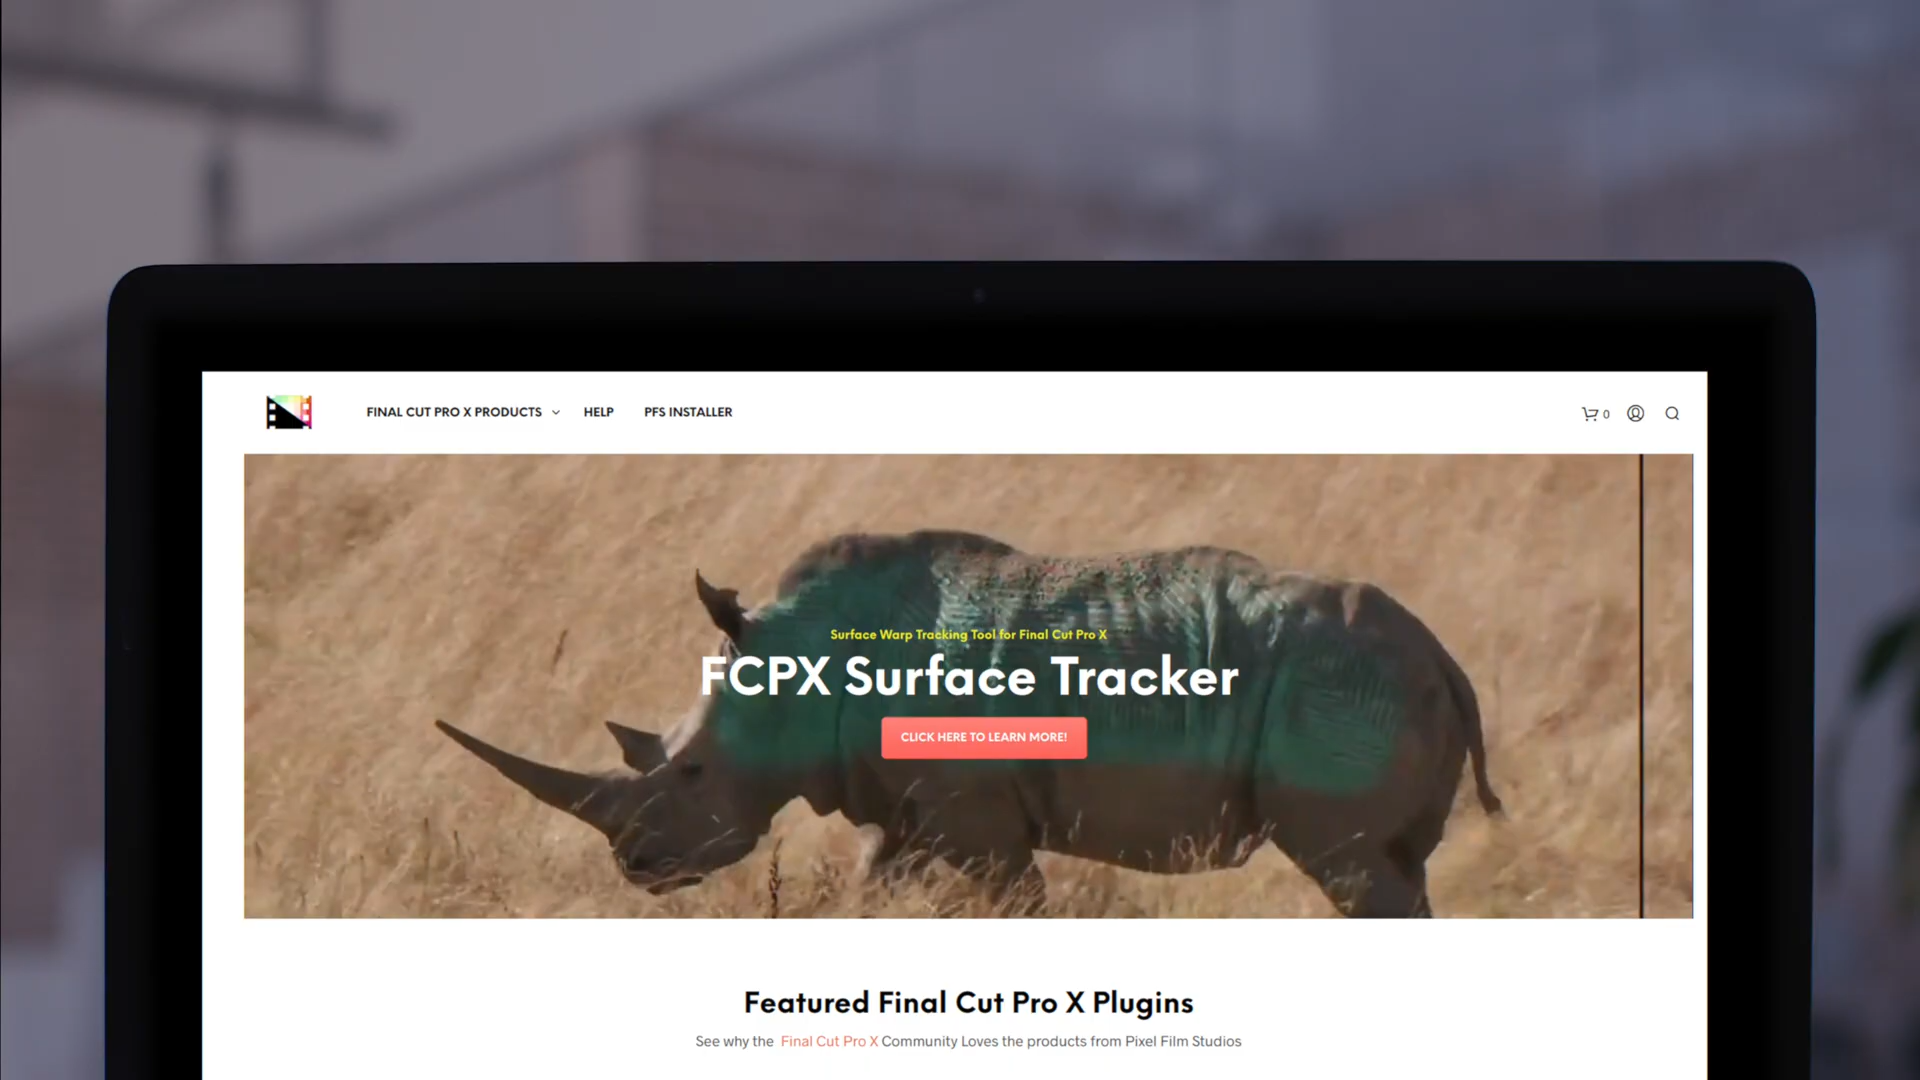 FINAL CUT PRO X PRODUCTS
HELP
PFS INSTALLER
0
Surface Warp Tracking Tool for Final Cut Pro X
FCPX Surface Tracker
CLICK HERE TO LEARN MORE!
Featured Final Cut Pro X Plugins
See why the Final Cut Pro X Community Loves the products from Pixel Film Studios